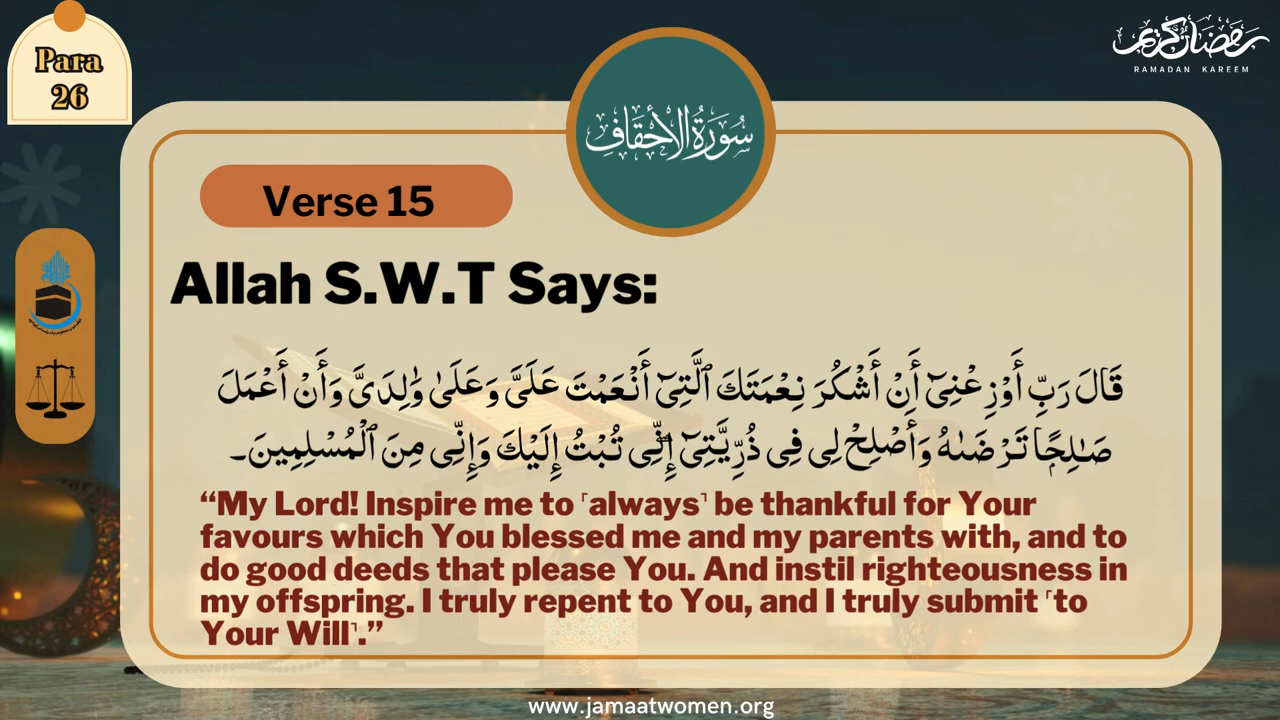 Para
26
رمضان كريم
RAMADAN KAREEM
سُورَةُ الأَحْقَافِ
Verse 15
Allah S.W.T Says:
قَالَ رَبِّ أَوْزِعْنِىٓ أَنْ أَشْكُرَ نِعْمَتَكَ ٱلَّتِىٓ أَنْعَمْتَ عَلَىَّ وَعَلَىٰ وَٰلِدَىَّ وَأَنْ أَعْمَلَ
صَـٰلِحًۭا تَرْضَىٰهُ وَأَصْلِحْ لِى فِى ذُرِّيَّتِىٓ ۖ إِنِّى تُبْتُ إِلَيْكَ وَإِنِّى مِنَ ٱلْمُسْلِمِينَ۔
“My Lord! Inspire me to ˹always˺ be thankful for Your
favours which You blessed me and my parents with, and to
do good deeds that please You. And instil righteousness in
my offspring. I truly repent to You, and I truly submit ˹to
Your Will˺.”
www.jamaatwomen.org